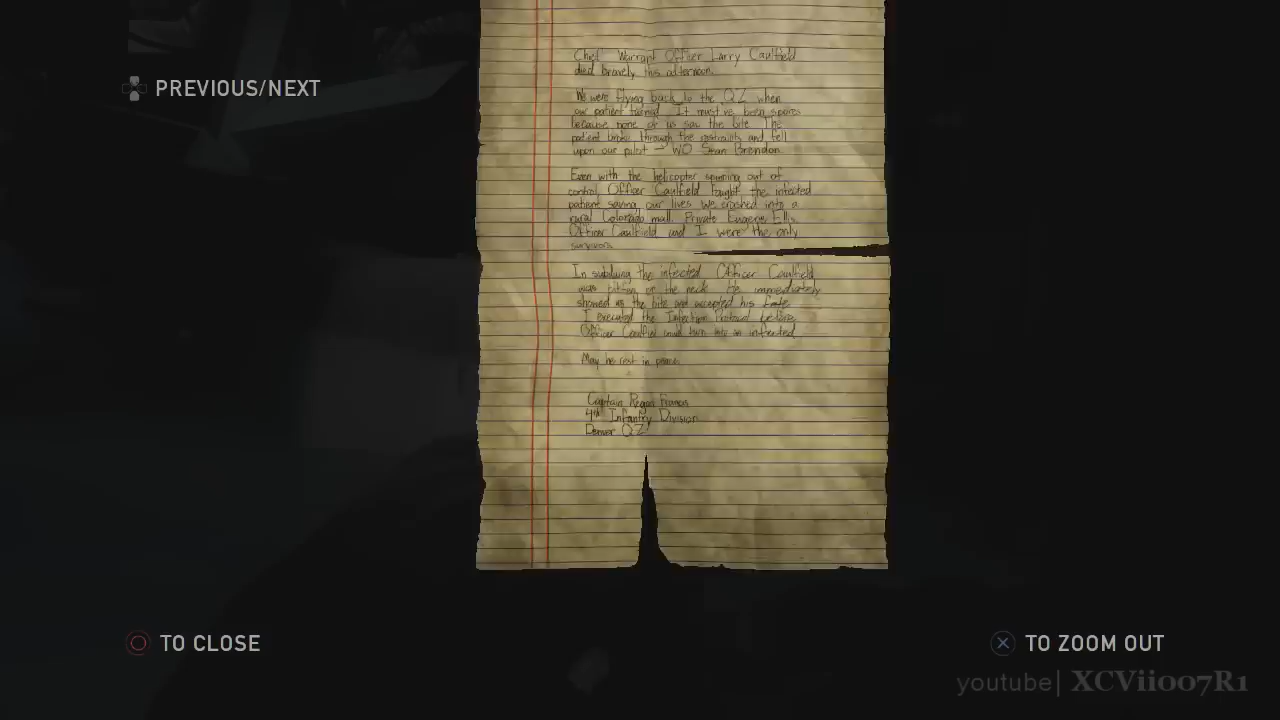 PREVIOUS/NEXT
Chief Warrant Officer Larry Caulfield
died bravely this afternoon.
We were flying back to the QZ when
our patient turned. It must've been spores
because none of us saw the bite. The
patient broke through the restraints and fell
upon our pilot - WO Sean Brendon.
Even with the helicopter spinning out of
control, Officer Caulfield fought the infected
patient saving our lives. We crashed into a
rural Colorado mall. Private Eugene Ellis,
Officer Caulfield and I were the only
survivors.
In subduing the infected Officer Caulfield
was bitten on the neck. He immediately
showed us the bite and accepted his fate.
I executed the Infection Protocol before
Officer Caulfield could turn into an infected.
May he rest in peace.
Captain Regan Francis
4th Infantry Division
Denver QZ
TO CLOSE
TO ZOOM OUT
youtube| XCVii007R1